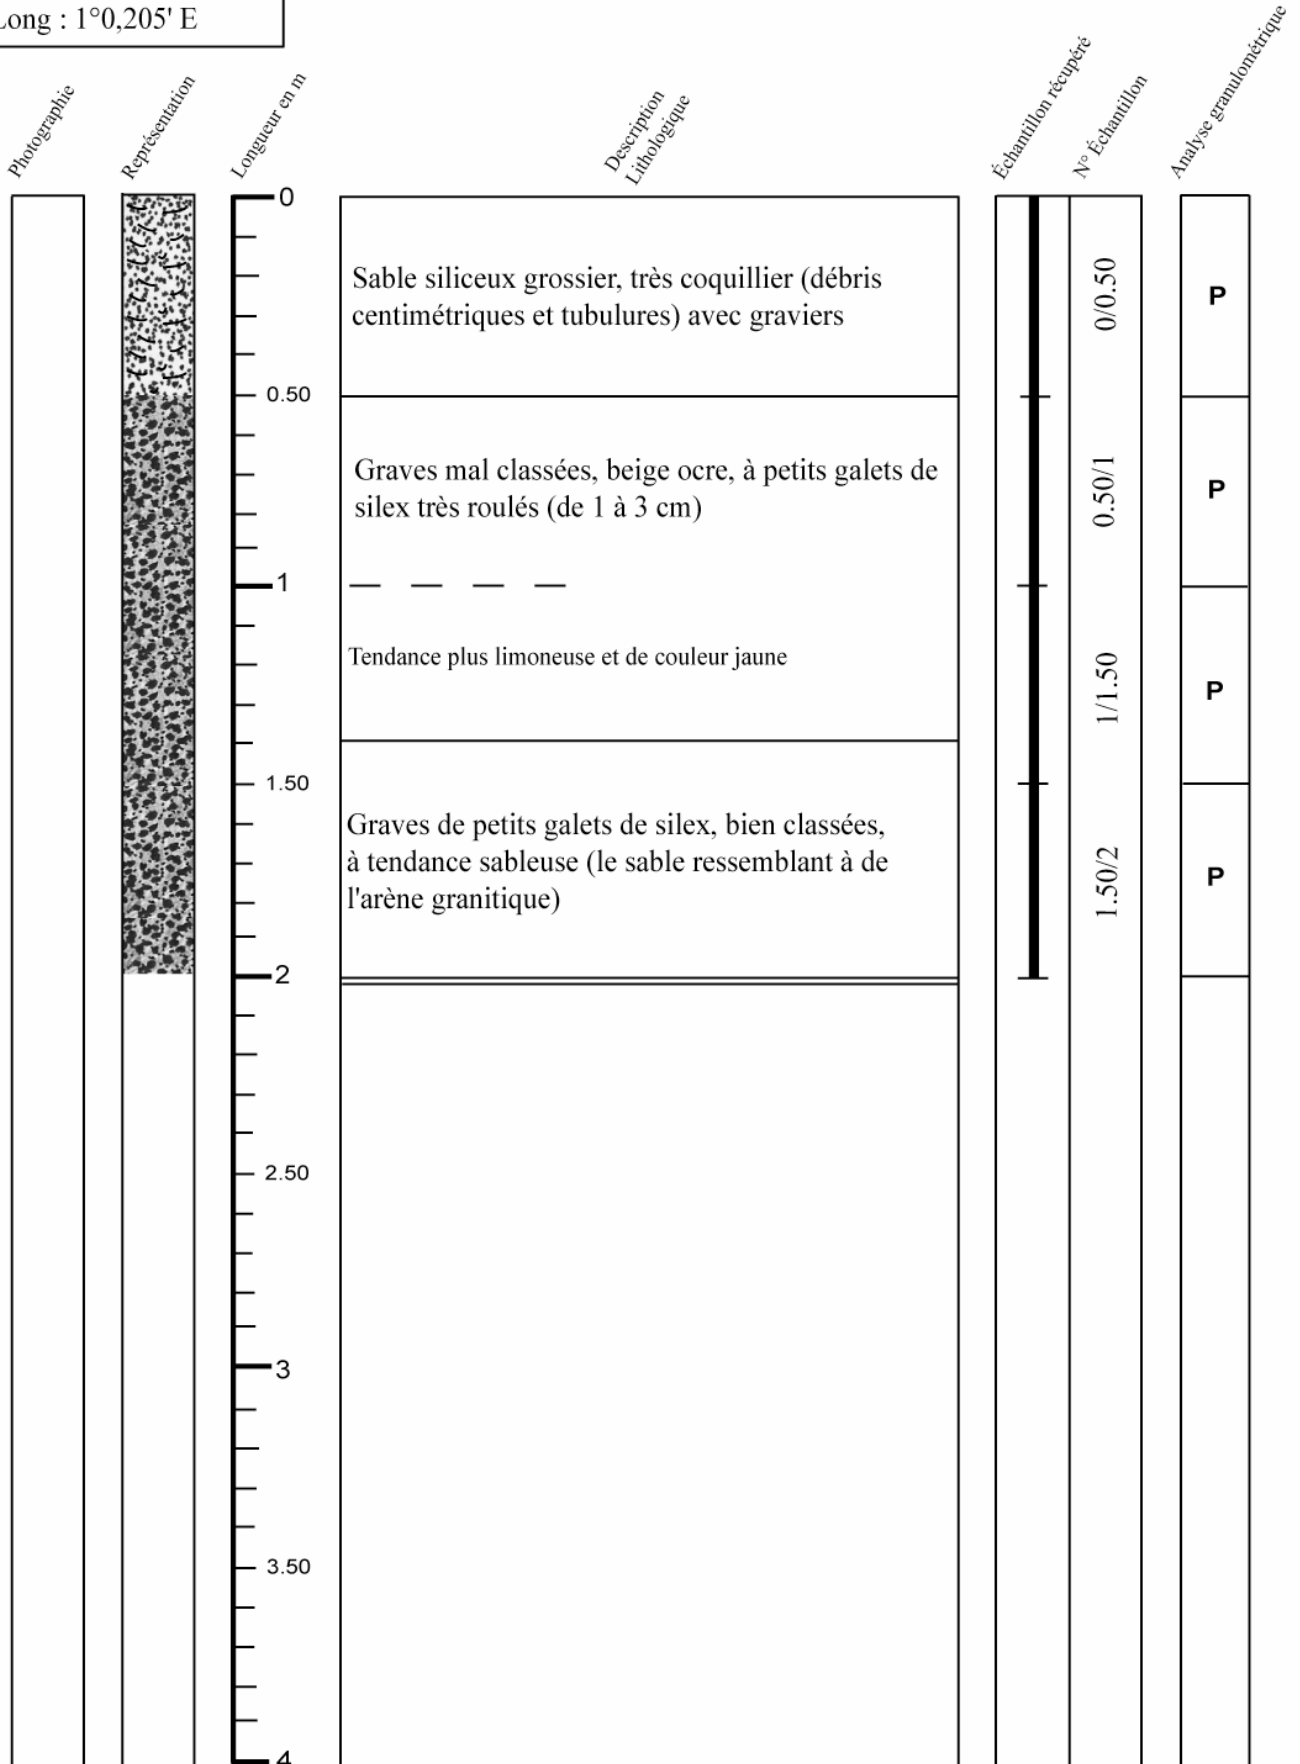 Long : 1°0,205' E
Photographie
Représentation
Longueur en m
Description
Lithologique
Échantillon récupéré
N° Échantillon
Analyse granulométrique
0
Sable siliceux grossier, très coquillier (débris
centimétriques et tubulures) avec graviers
0/0.50
P
0.50
Graves mal classées, beige ocre, à petits galets de
silex très roulés (de 1 à 3 cm)
0.50/1
P
1
Tendance plus limoneuse et de couleur jaune
1/1.50
P
1.50
Graves de petits galets de silex, bien classées,
à tendance sableuse (le sable ressemblant à de
l'arène granitique)
1.50/2
P
2
2.50
3
3.50
4